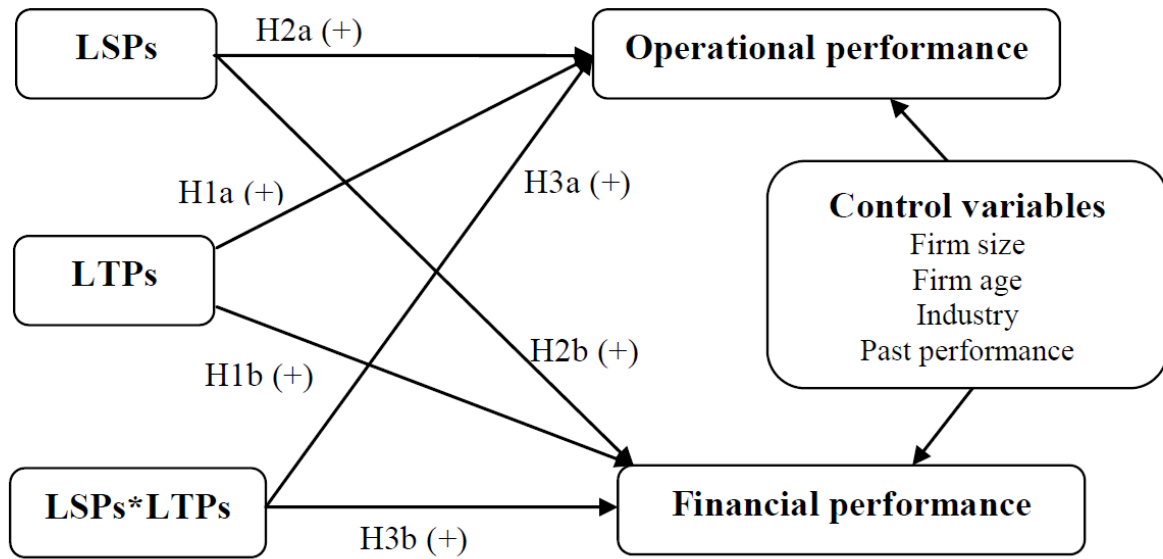 LSPs
H2a (+)
Operational performance
H1a (+)
H3a (+)
Control variables
Firm size
Firm age
Industry
Past performance
LTPs
H1b (+)
H2b (+)
LSPs*LTPs
H3b (+)
Financial performance